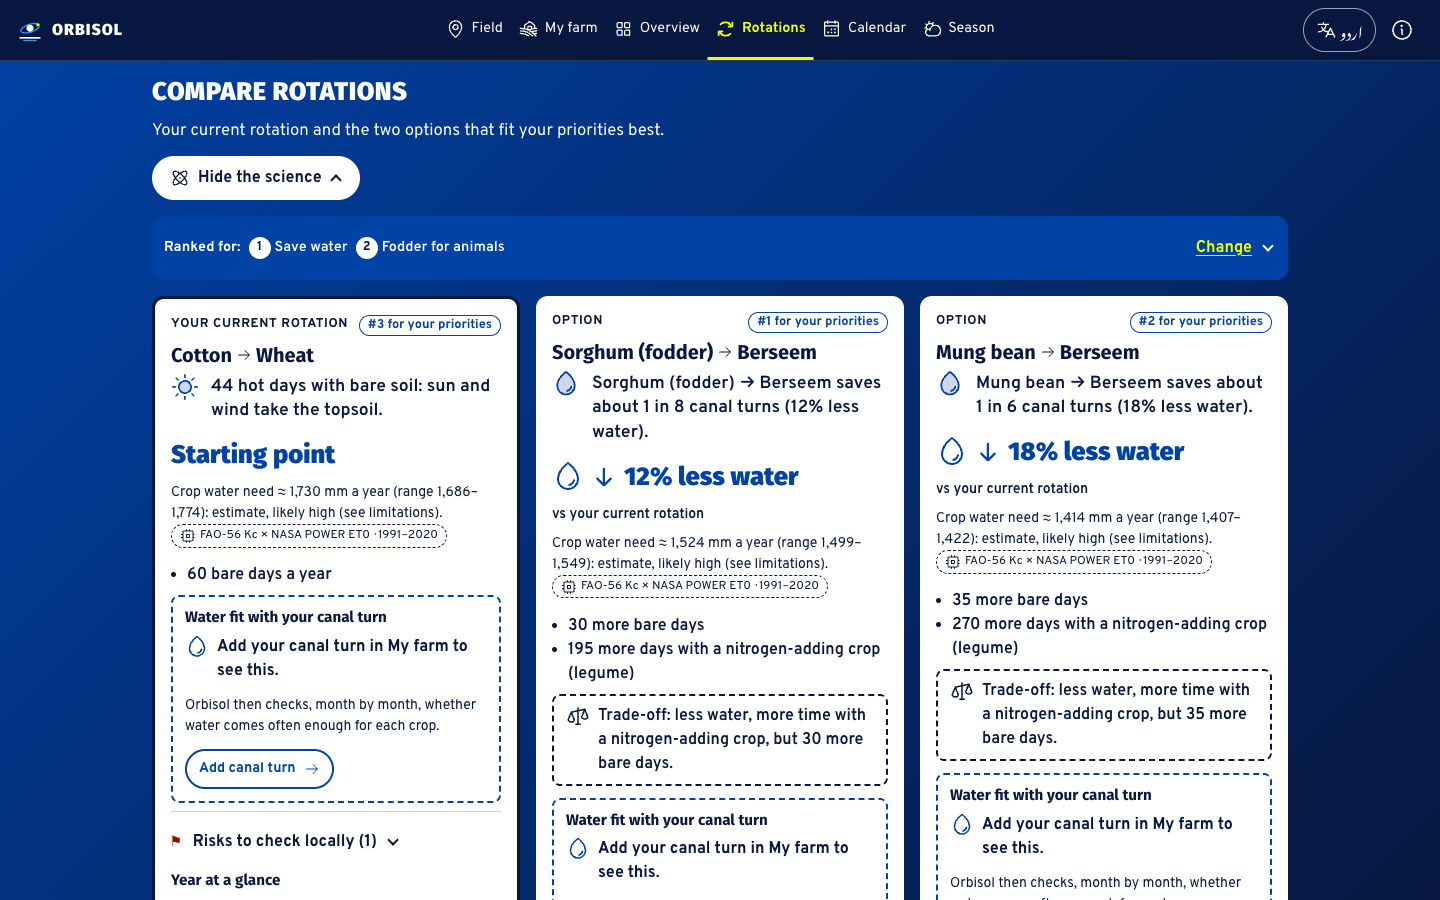 ORBISOL
Field
My farm
Overview
Rotations
Calendar
Season
اردو
COMPARE ROTATIONS
Your current rotation and the two options that fit your priorities best.
Hide the science
Ranked for: 1 Save water 2 Fodder for animals
Change
YOUR CURRENT ROTATION
#3 for your priorities
Cotton → Wheat
44 hot days with bare soil: sun and
wind take the topsoil.
Starting point
Crop water need ≈ 1,730 mm a year (range 1,686–
1,774): estimate, likely high (see limitations).
FAO-56 Kc × NASA POWER ET0 · 1991–2020
• 60 bare days a year
Water fit with your canal turn
Add your canal turn in My farm to
see this.
Orbisol then checks, month by month, whether
water comes often enough for each crop.
Add canal turn →
Risks to check locally (1)
Year at a glance
OPTION
#1 for your priorities
Sorghum (fodder) → Berseem
Sorghum (fodder) → Berseem saves
about 1 in 8 canal turns (12% less
water).
↓ 12% less water
vs your current rotation
Crop water need ≈ 1,524 mm a year (range 1,499–
1,549): estimate, likely high (see limitations).
FAO-56 Kc × NASA POWER ET0 · 1991–2020
• 30 more bare days
• 195 more days with a nitrogen-adding crop
(legume)
Trade-off: less water, more time with
a nitrogen-adding crop, but 30 more
bare days.
Water fit with your canal turn
Add your canal turn in My farm to
see this.
OPTION
#2 for your priorities
Mung bean → Berseem
Mung bean → Berseem saves about
1 in 6 canal turns (18% less water).
↓ 18% less water
vs your current rotation
Crop water need ≈ 1,414 mm a year (range 1,407–
1,422): estimate, likely high (see limitations).
FAO-56 Kc × NASA POWER ET0 · 1991–2020
• 35 more bare days
• 270 more days with a nitrogen-adding crop
(legume)
Trade-off: less water, more time with
a nitrogen-adding crop, but 35 more
bare days.
Water fit with your canal turn
Add your canal turn in My farm to
see this.
Orbisol then checks, month by month, whether